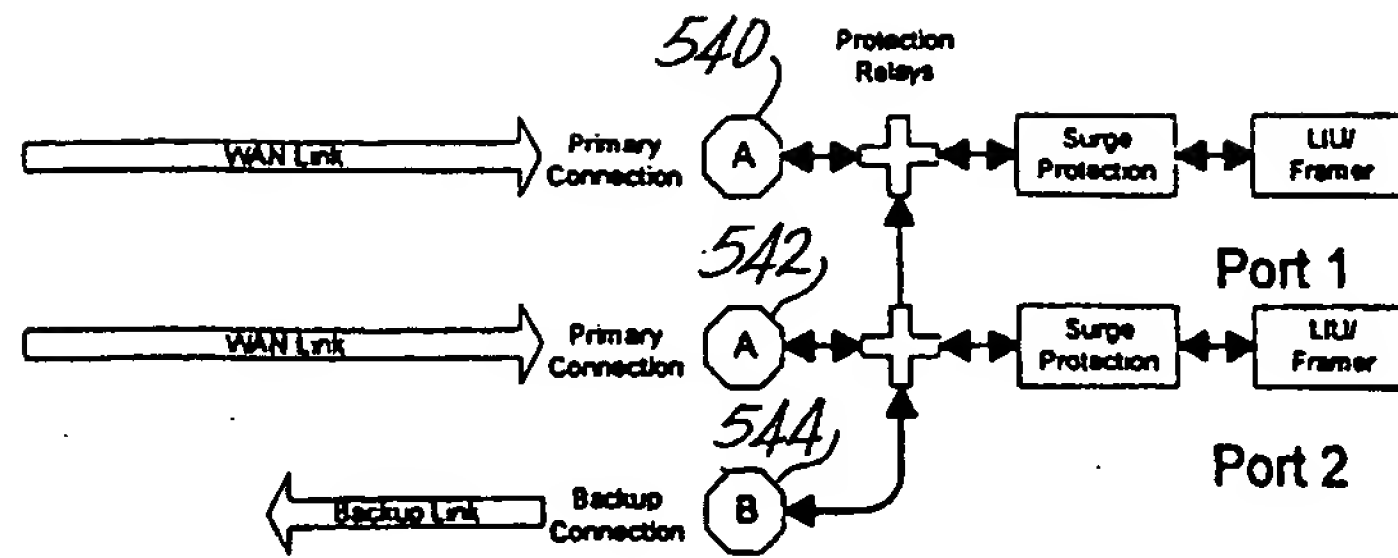 540
Protection
Relays
WAN Link
Primary
Connection
A
Surge
Protection
LIU/
Framer
Port 1
542
WAN Link
Primary
Connection
A
Surge
Protection
LIU/
Framer
Port 2
544
Backup Link
Backup
Connection
B